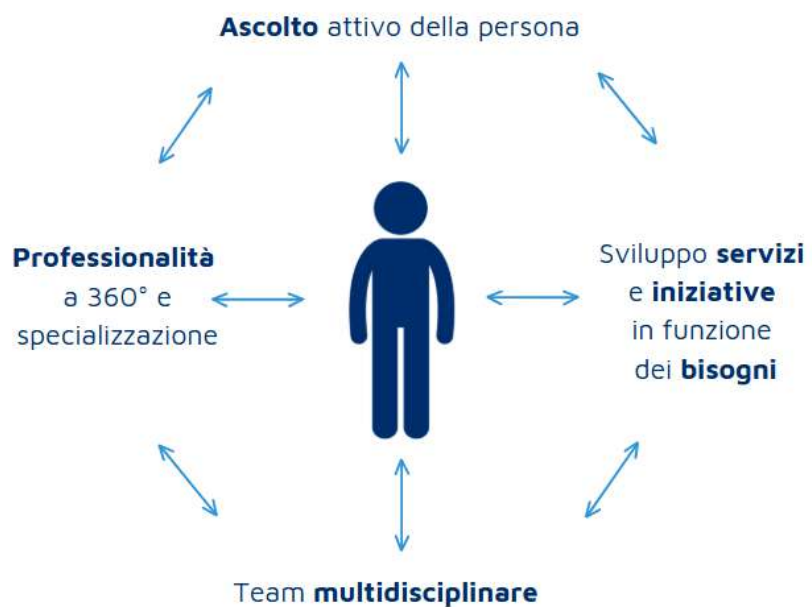 Ascolto attivo della persona
Professionalità
a 360° e
specializzazione
Sviluppo servizi
e iniziative
in funzione
dei bisogni
Team multidisciplinare